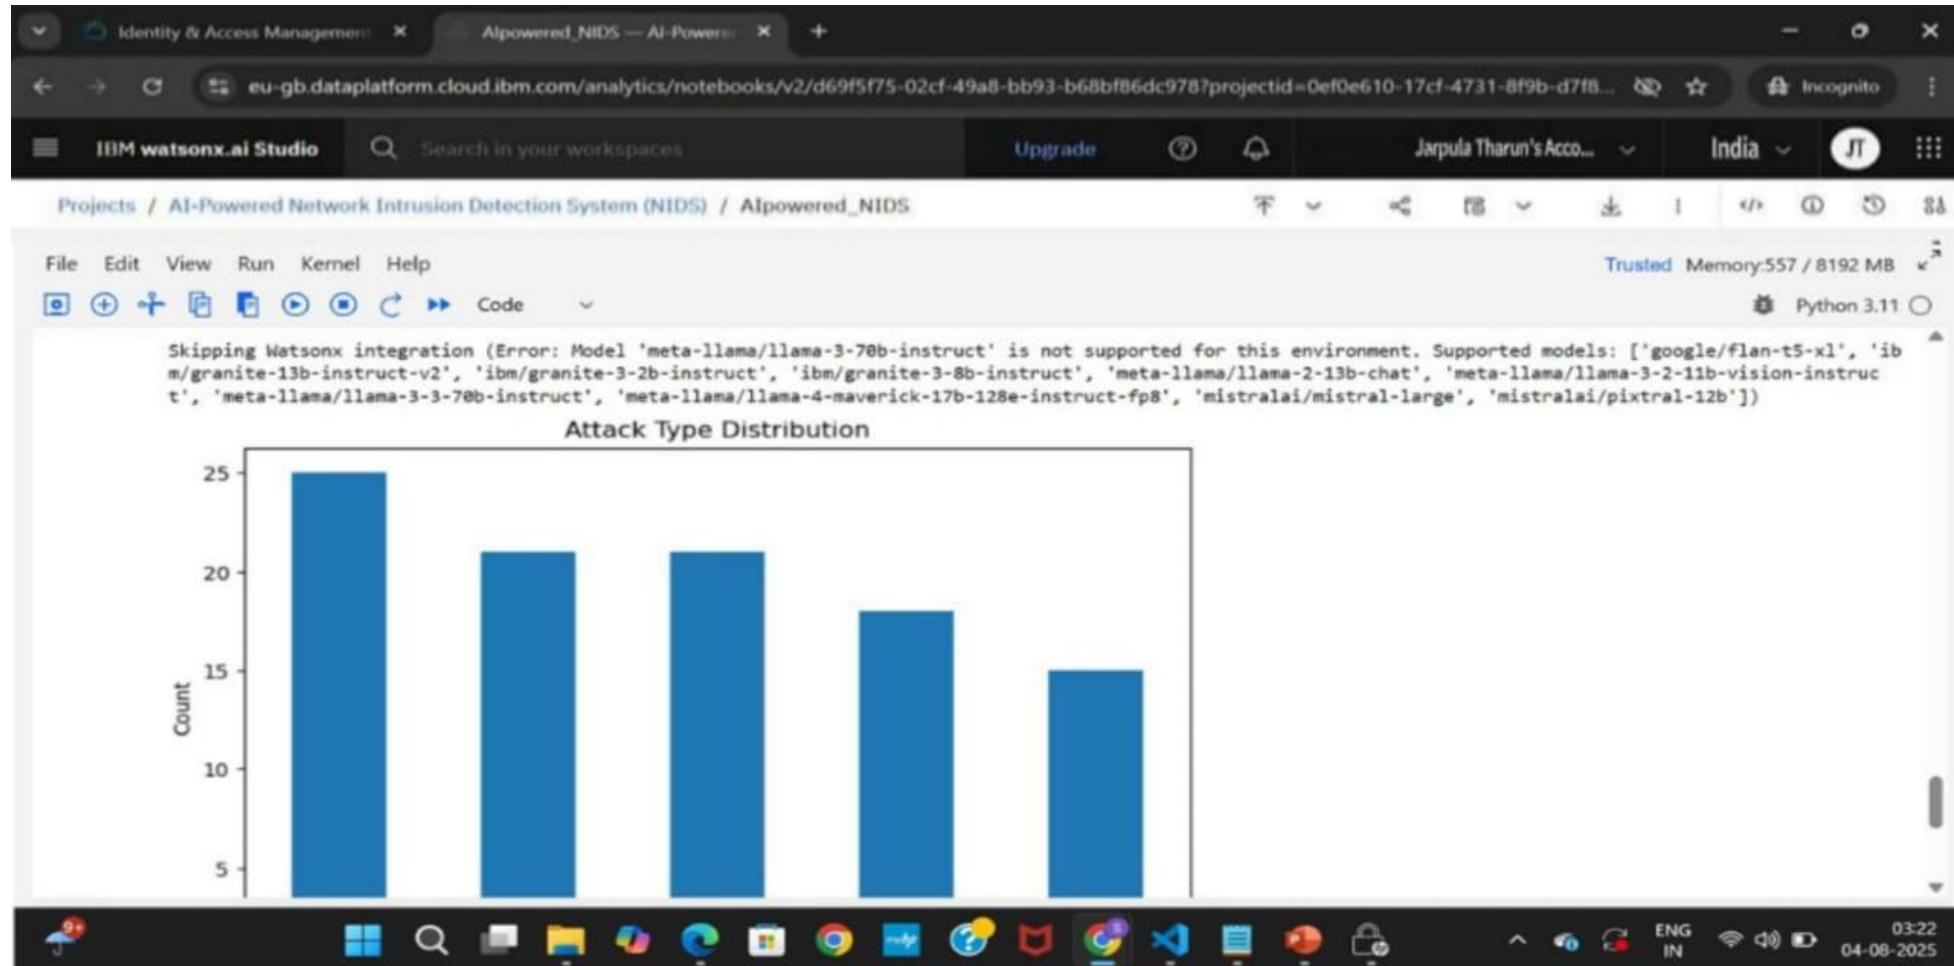 Identity & Access Management
AIpowered_NIDS — AI-Power
eu-gb.dataplatform.cloud.ibm.com/analytics/notebooks/v2/d69f5f75-02cf-49a8-bb93-b68bf86dc978?projectid=0ef0e610-17cf-4731-8f9b-d7f8...
Incognito
IBM watsonx.ai Studio
Search in your workspaces
Upgrade
Jarpula Tharun's Acco...
India
JT
Projects / AI-Powered Network Intrusion Detection System (NIDS) / AIpowered_NIDS
File Edit View Run Kernel Help
Trusted Memory:557 / 8192 MB
Code
Python 3.11
Skipping Watsonx integration (Error: Model 'meta-llama/llama-3-70b-instruct' is not supported for this environment. Supported models: ['google/flan-t5-xl', 'ib
m/granite-13b-instruct-v2', 'ibm/granite-3-2b-instruct', 'ibm/granite-3-8b-instruct', 'meta-llama/llama-2-13b-chat', 'meta-llama/llama-3-2-11b-vision-instruc
t', 'meta-llama/llama-3-3-70b-instruct', 'meta-llama/llama-4-maverick-17b-128e-instruct-fp8', 'mistralai/mistral-large', 'mistralai/pixtral-12b'])
Attack Type Distribution
25
20
15
10
5
Count
9+
myhp
ENG
IN
03:22
04-08-2025